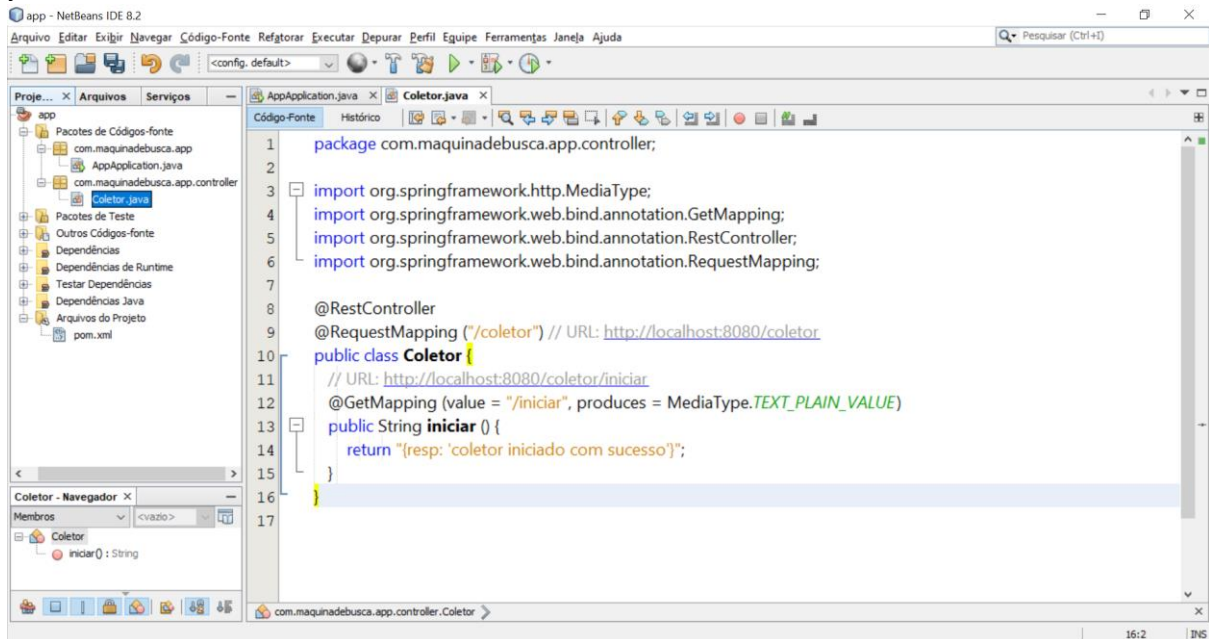 app - NetBeans IDE 8.2
Arquivo Editar Exibir Navegar Código-Fonte Refatorar Executar Depurar Perfil Equipe Ferramentas Janela Ajuda
Pesquisar (Ctrl+I)
<config. default>
Proje... Arquivos Serviços
app
Pacotes de Códigos-fonte
com.maquinadebusca.app
AppApplication.java
com.maquinadebusca.app.controller
Coletor.java
Pacotes de Teste
Outros Códigos-fonte
Dependências
Dependências de Runtime
Testar Dependências
Dependências Java
Arquivos do Projeto
pom.xml
Coletor - Navegador
Membros <vazio>
Coletor
iniciar() : String
AppApplication.java Coletor.java
Código-Fonte Histórico
1 package com.maquinadebusca.app.controller;
2
3 import org.springframework.http.MediaType;
4 import org.springframework.web.bind.annotation.GetMapping;
5 import org.springframework.web.bind.annotation.RestController;
6 import org.springframework.web.bind.annotation.RequestMapping;
7
8 @RestController
9 @RequestMapping ("/coletor") // URL: http://localhost:8080/coletor
10 public class Coletor {
11 // URL: http://localhost:8080/coletor/iniciar
12 @GetMapping (value = "/iniciar", produces = MediaType.TEXT_PLAIN_VALUE)
13 public String iniciar () {
14 return "{resp: 'coletor iniciado com sucesso'}";
15 }
16 }
17
com.maquinadebusca.app.controller.Coletor
16:2 INS